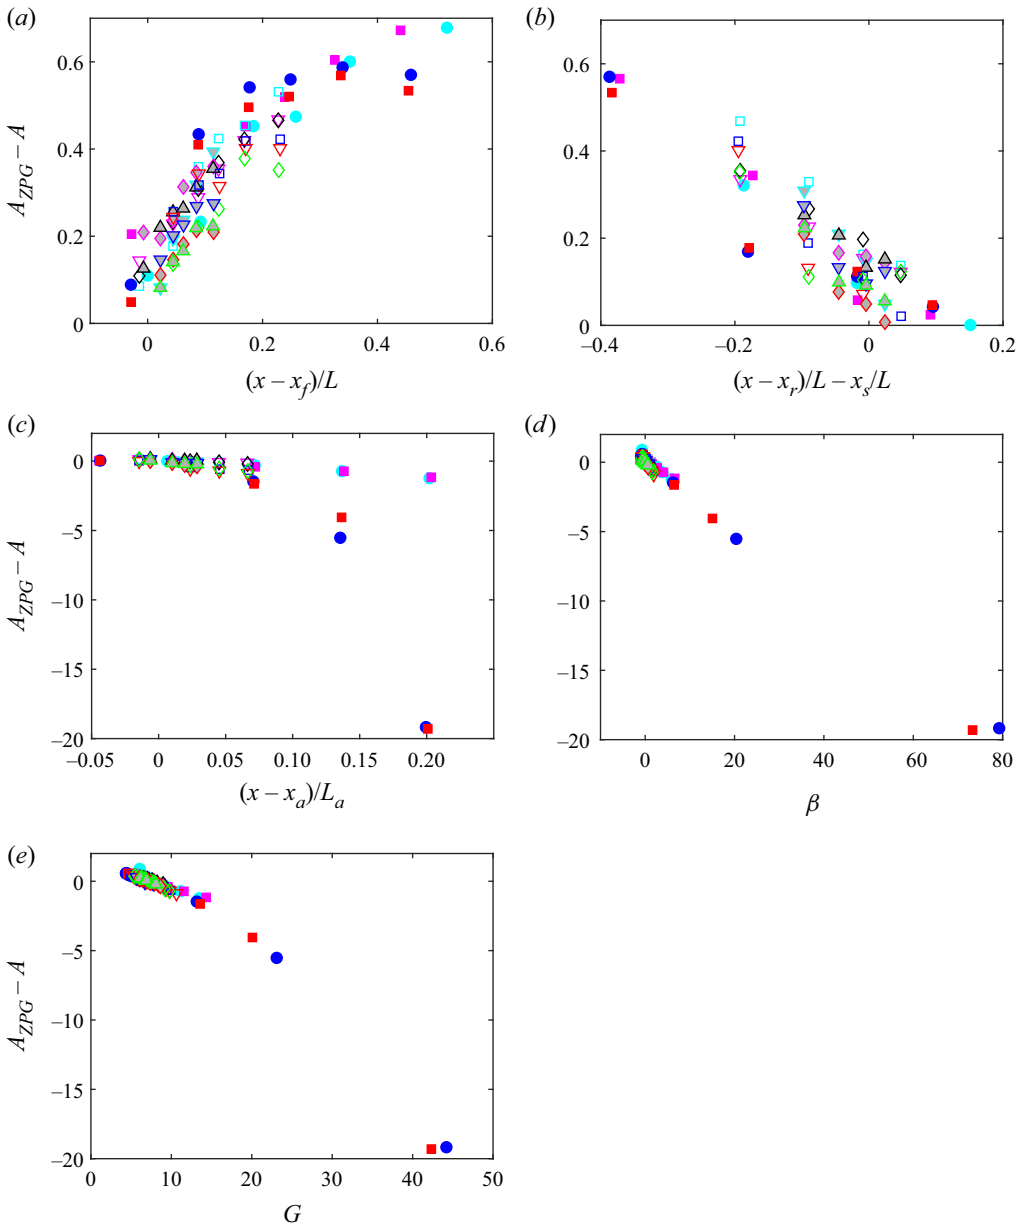 (a)
0.6
0.4
0.2
0
A_ZPG – A
0 0.2 0.4 0.6
(x – x_f)/L
(b)
0.6
0.4
0.2
0
–0.4 –0.2 0 0.2
(x – x_r)/L – x_s/L
(c)
0
–5
–10
–15
–20
A_ZPG – A
–0.05 0 0.05 0.10 0.15 0.20
(x – x_a)/L_a
(d)
0
–5
–10
–15
–20
0 20 40 60 80
β
(e)
0
–5
–10
–15
–20
A_ZPG – A
0 10 20 30 40 50
G